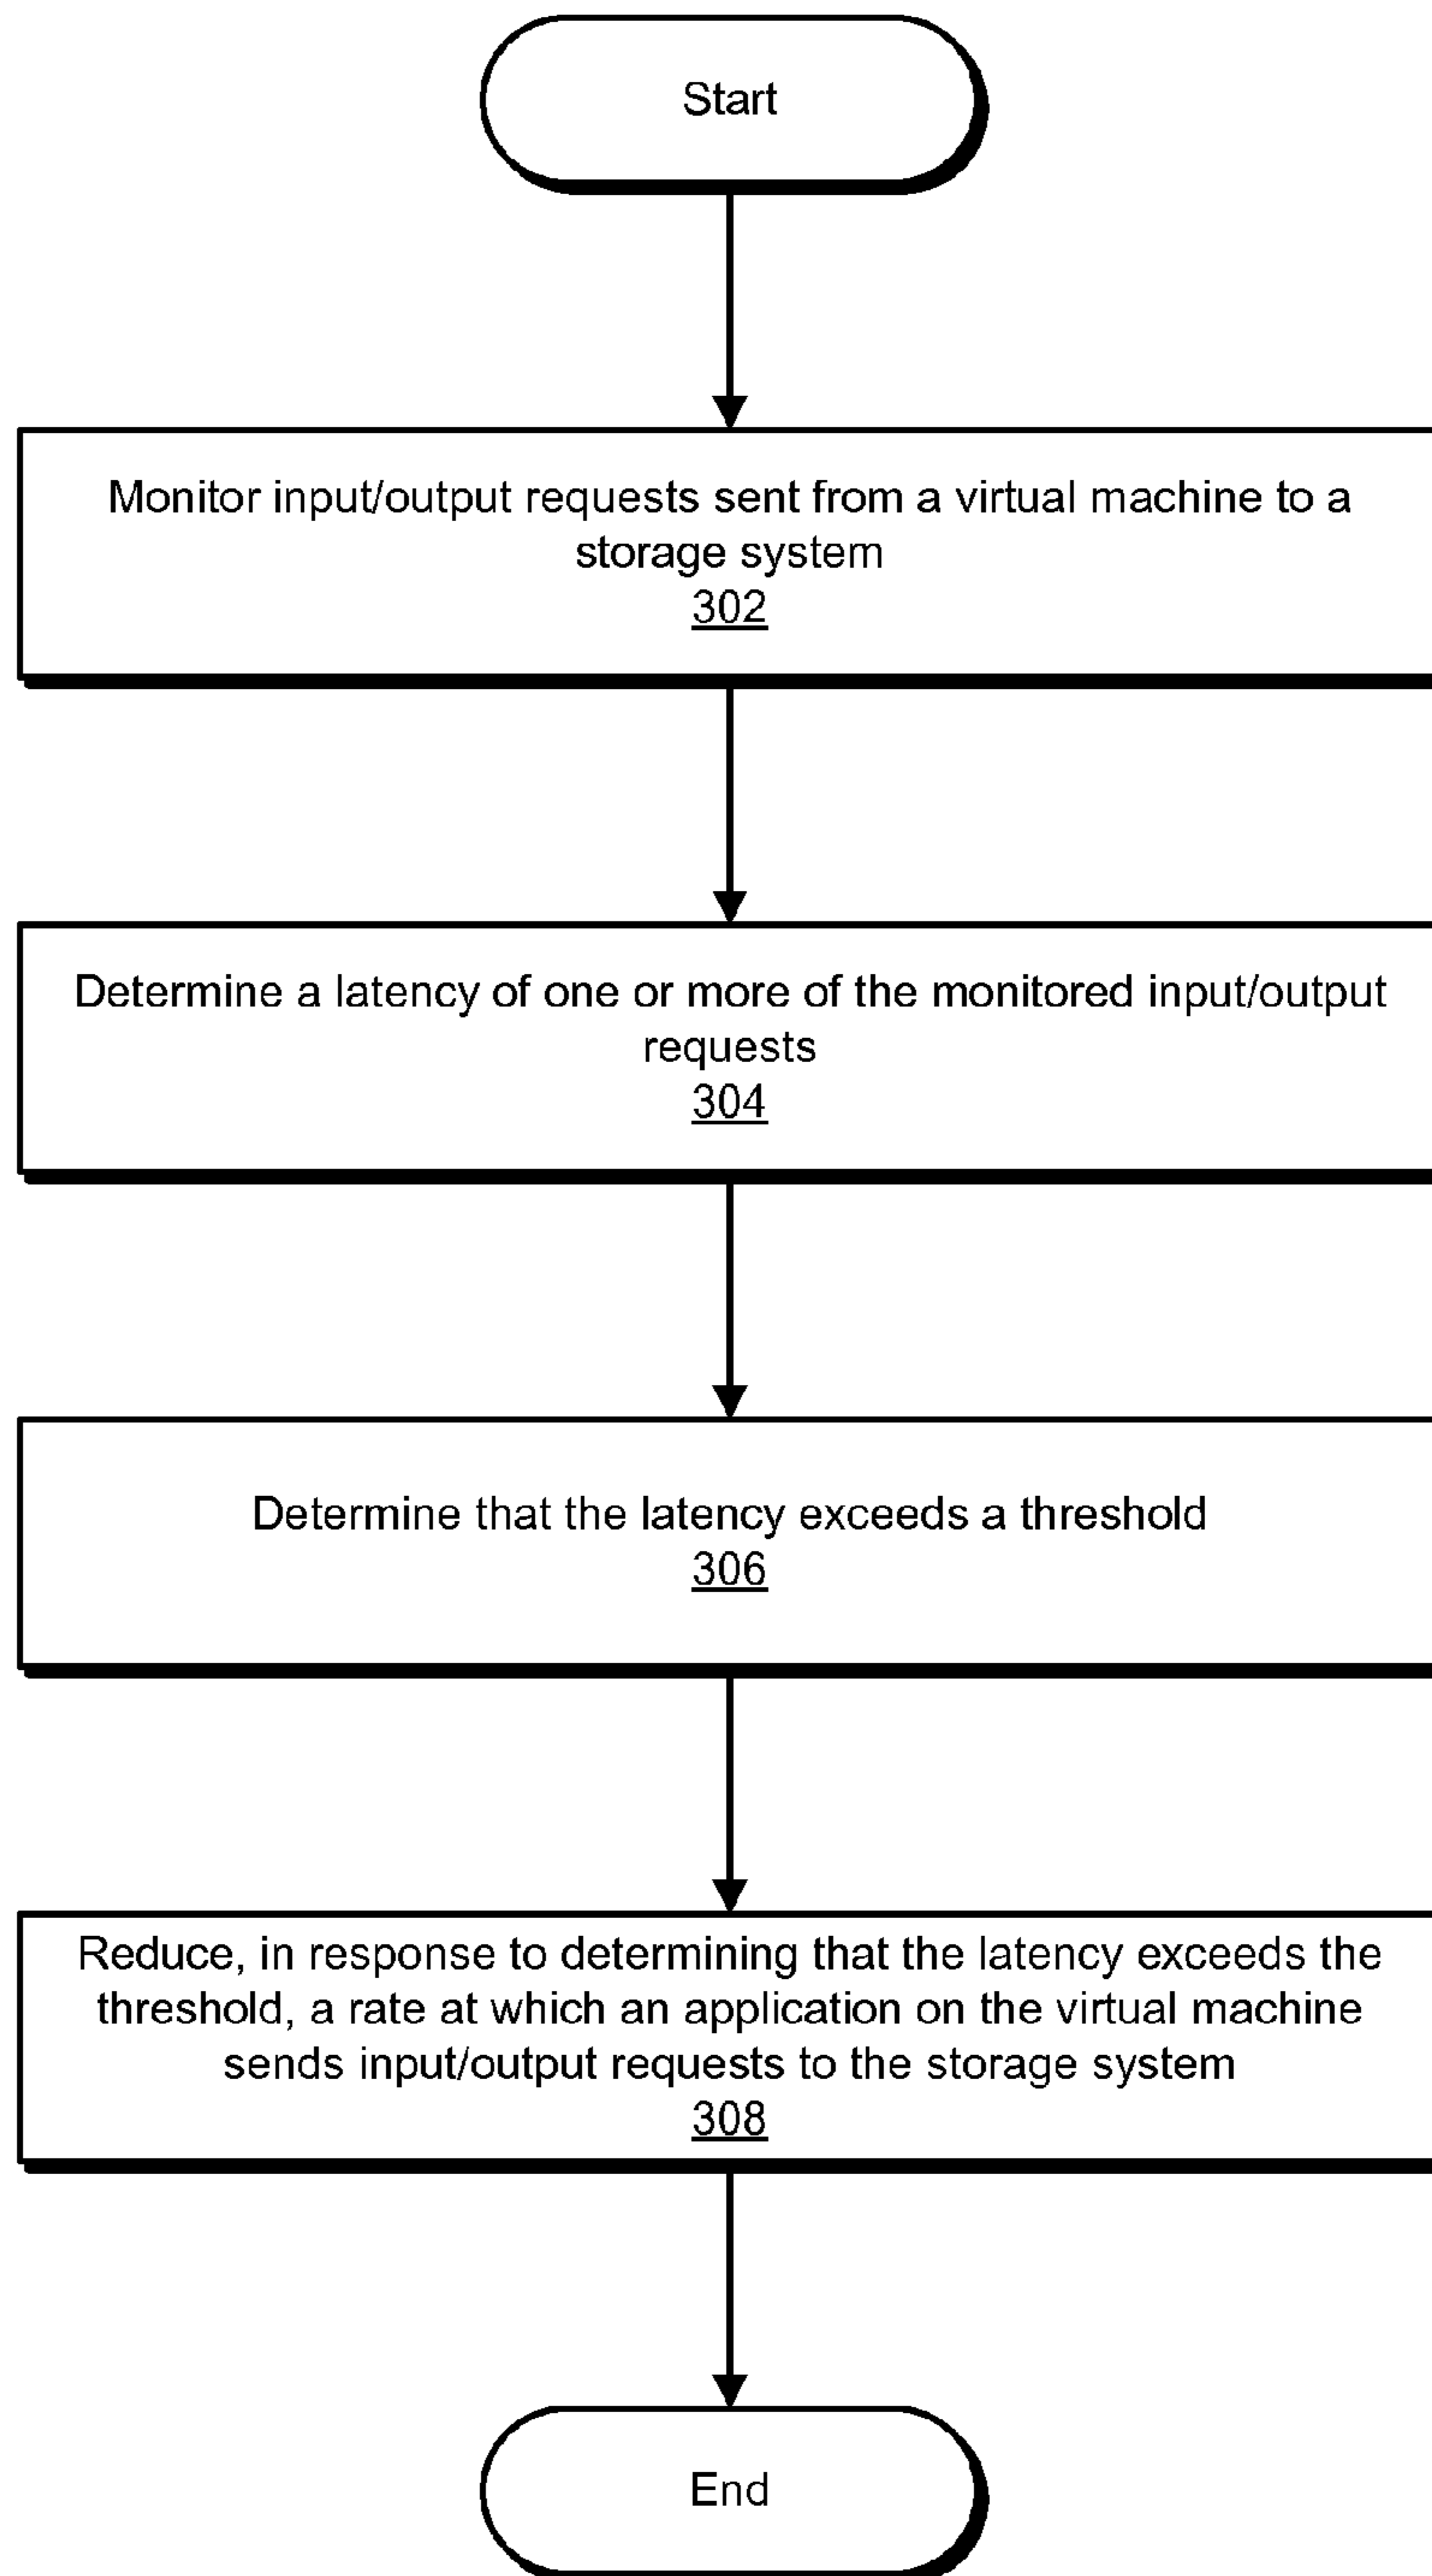 Start
Monitor input/output requests sent from a virtual machine to a
storage system
302
Determine a latency of one or more of the monitored input/output
requests
304
Determine that the latency exceeds a threshold
306
Reduce, in response to determining that the latency exceeds the
threshold, a rate at which an application on the virtual machine
sends input/output requests to the storage system
308
End